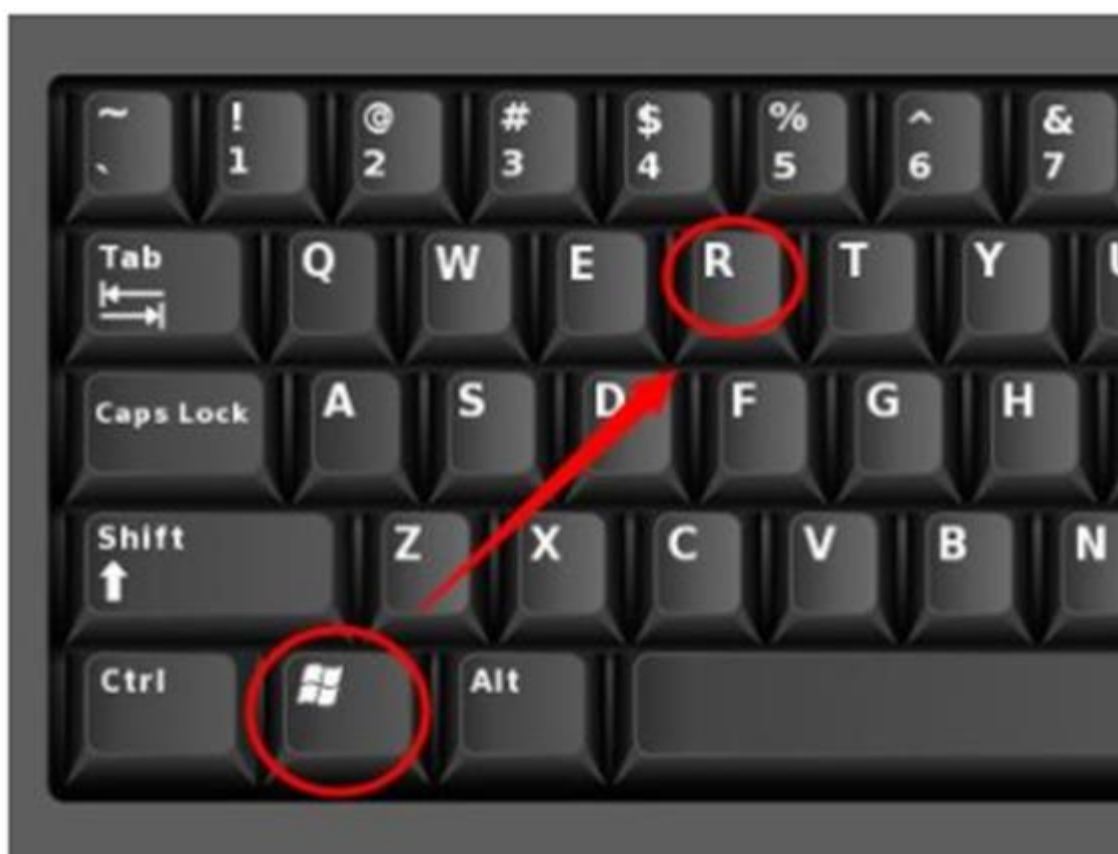 ~ ! @ # $ % ^ &
` 1 2 3 4 5 6 7
Tab Q W E R T Y U
Caps Lock A S D F G H
Shift Z X C V B N
Ctrl Alt